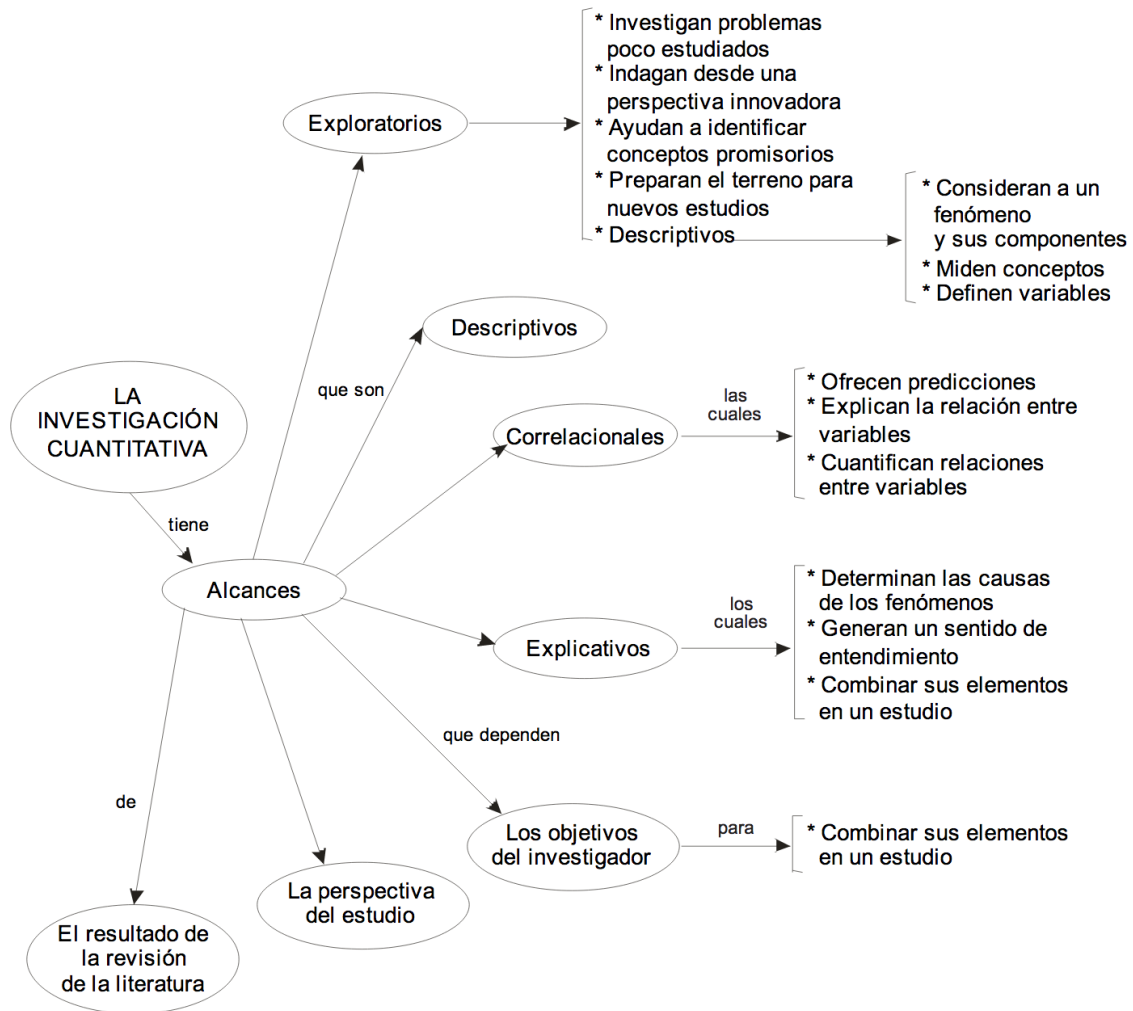 * Investigan problemas
poco estudiados
* Indagan desde una
perspectiva innovadora
* Ayudan a identificar
conceptos promisorios
* Preparan el terreno para
nuevos estudios
* Descriptivos
Exploratorios
* Consideran a un
fenómeno
y sus componentes
* Miden conceptos
* Definen variables
Descriptivos
que son
LA
INVESTIGACIÓN
CUANTITATIVA
tiene
Alcances
Correlacionales
las
cuales
* Ofrecen predicciones
* Explican la relación entre
variables
* Cuantifican relaciones
entre variables
Explicativos
los
cuales
* Determinan las causas
de los fenómenos
* Generan un sentido de
entendimiento
* Combinar sus elementos
en un estudio
que dependen
de
Los objetivos
del investigador
para
* Combinar sus elementos
en un estudio
La perspectiva
del estudio
El resultado de
la revisión
de la literatura